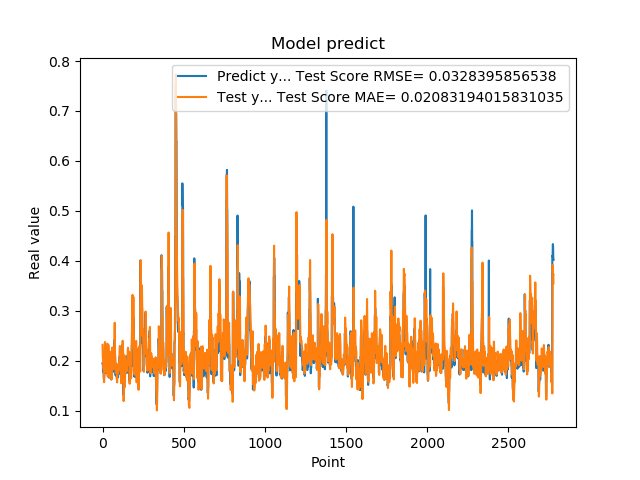 Model predict
Predict y... Test Score RMSE= 0.0328395856538
Test y... Test Score MAE= 0.02083194015831035
0.8
0.7
0.6
0.5
0.4
0.3
0.2
0.1
Real value
0 500 1000 1500 2000 2500
Point